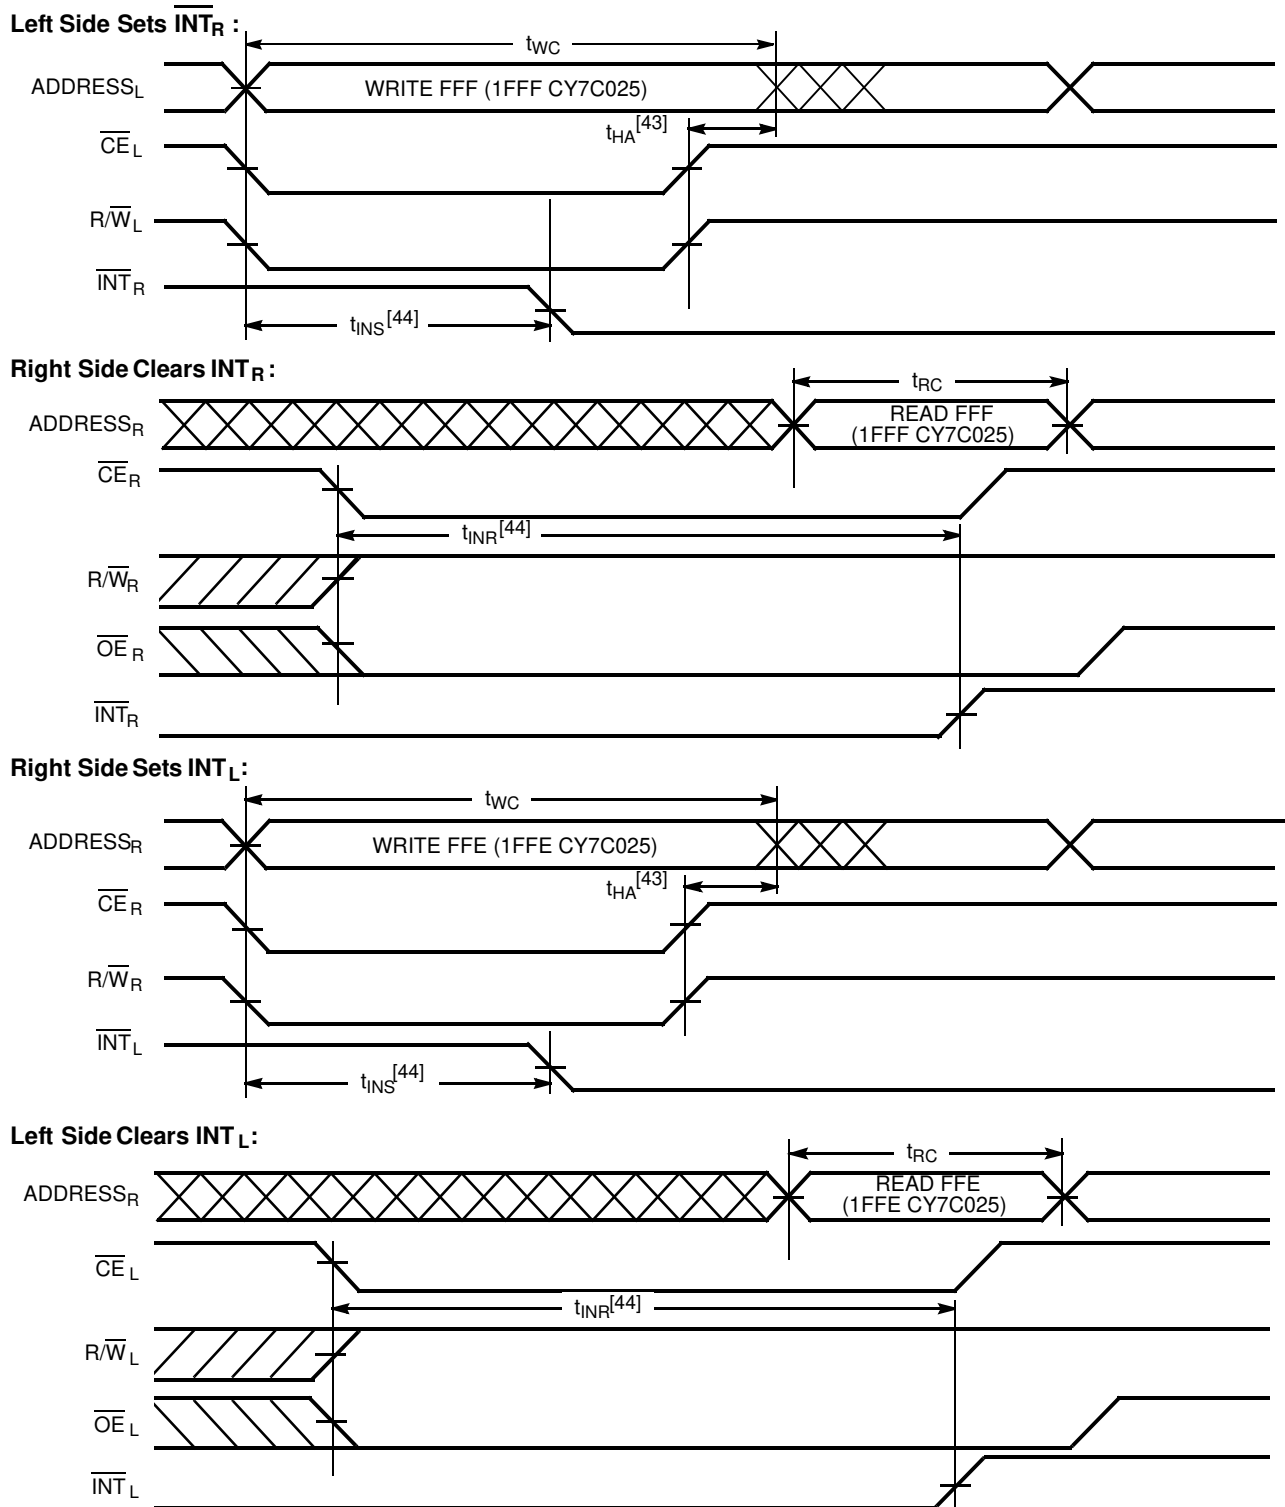 Left Side Sets INTR :
tWC
ADDRESSL
WRITE FFF (1FFF CY7C025)
tHA[43]
CEL
R/WL
INTR
tINS[44]
Right Side Clears INTR:
tRC
ADDRESSR
READ FFF
(1FFF CY7C025)
CER
tINR[44]
R/WR
OER
INTR
Right Side Sets INTL:
tWC
ADDRESSR
WRITE FFE (1FFE CY7C025)
tHA[43]
CER
R/WR
INTL
tINS[44]
Left Side Clears INTL:
tRC
ADDRESSR
READ FFE
(1FFE CY7C025)
CEL
tINR[44]
R/WL
OEL
INTL